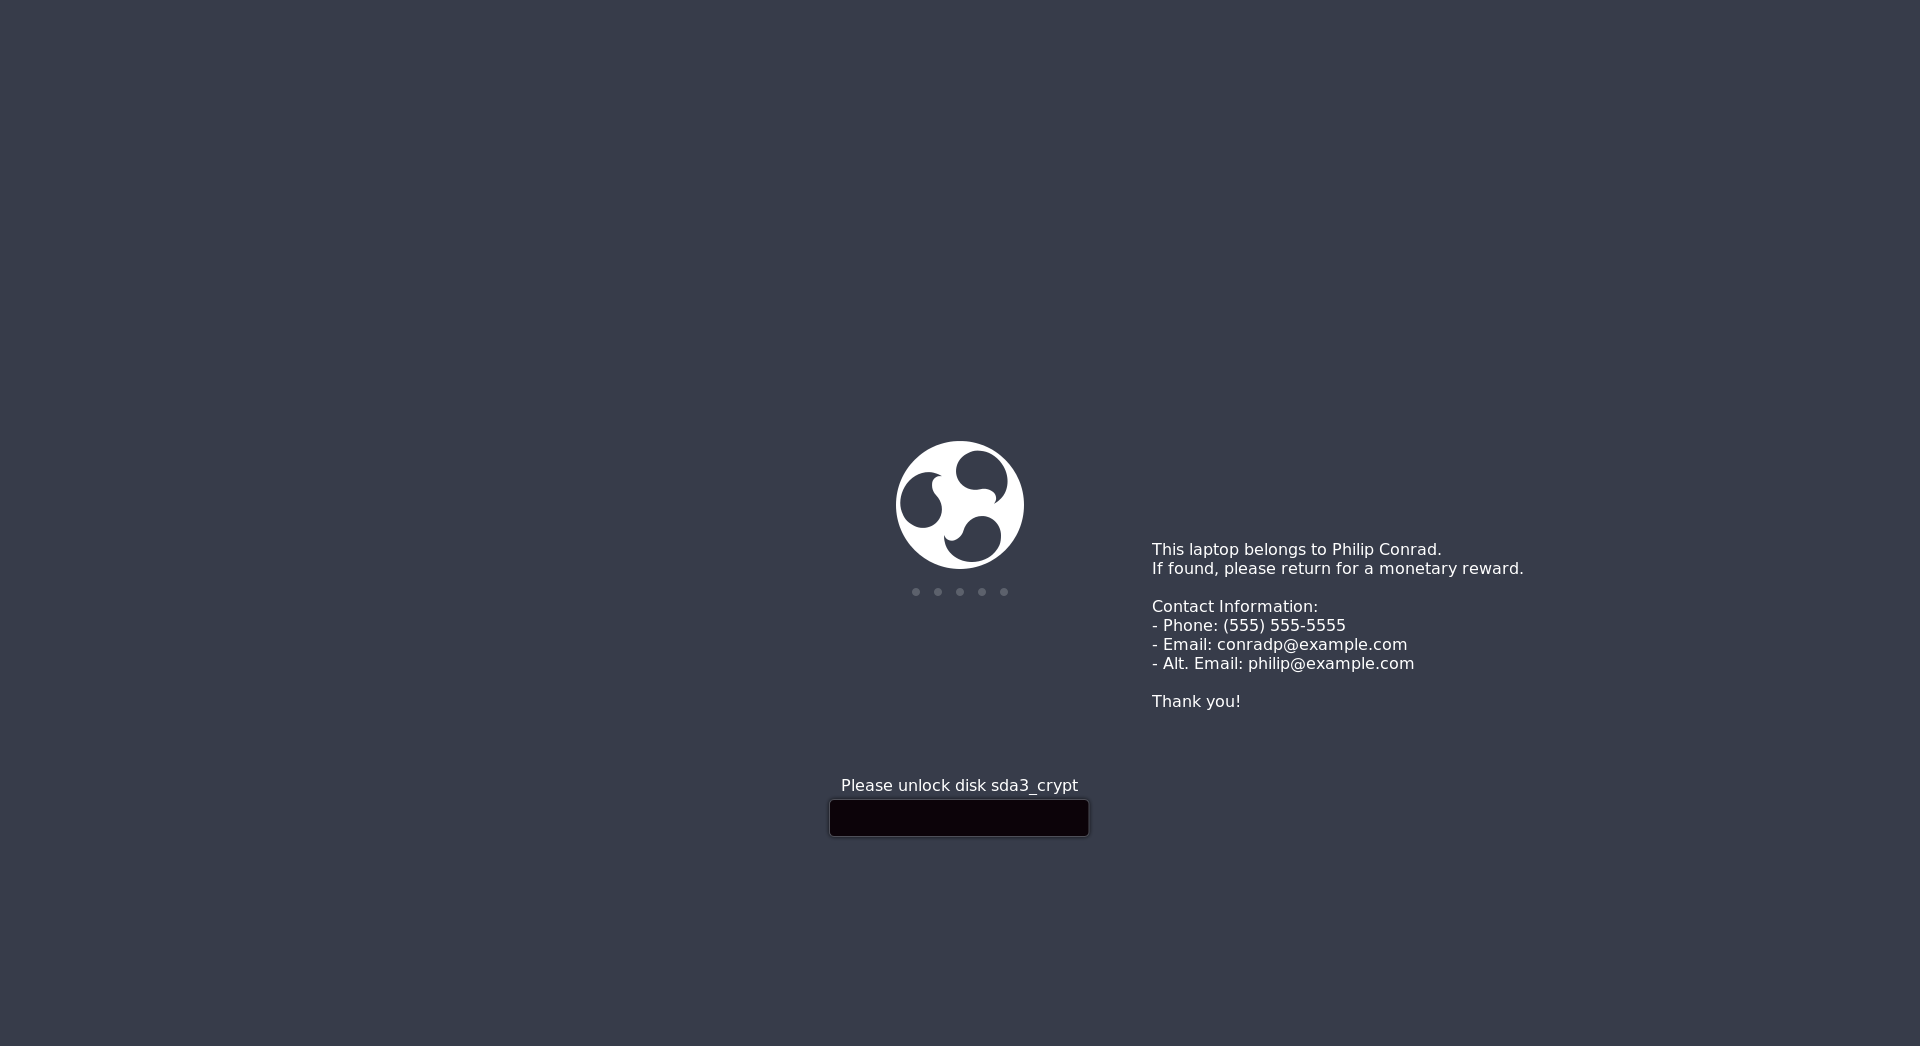 This laptop belongs to Philip Conrad.
If found, please return for a monetary reward.
Contact Information:
- Phone: (555) 555-5555
- Email: conradp@example.com
- Alt. Email: philip@example.com
Thank you!
Please unlock disk sda3_crypt